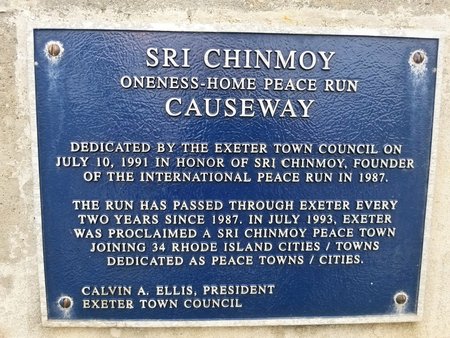 SRI CHINMOY
ONENESS-HOME PEACE RUN
CAUSEWAY
DEDICATED BY THE EXETER TOWN COUNCIL ON
JULY 10, 1991 IN HONOR OF SRI CHINMOY, FOUNDER
OF THE INTERNATIONAL PEACE RUN IN 1987.
THE RUN HAS PASSED THROUGH EXETER EVERY
TWO YEARS SINCE 1987. IN JULY 1993, EXETER
WAS PROCLAIMED A SRI CHINMOY PEACE TOWN
JOINING 34 RHODE ISLAND CITIES / TOWNS
DEDICATED AS PEACE TOWNS / CITIES.
CALVIN A. ELLIS, PRESIDENT
EXETER TOWN COUNCIL